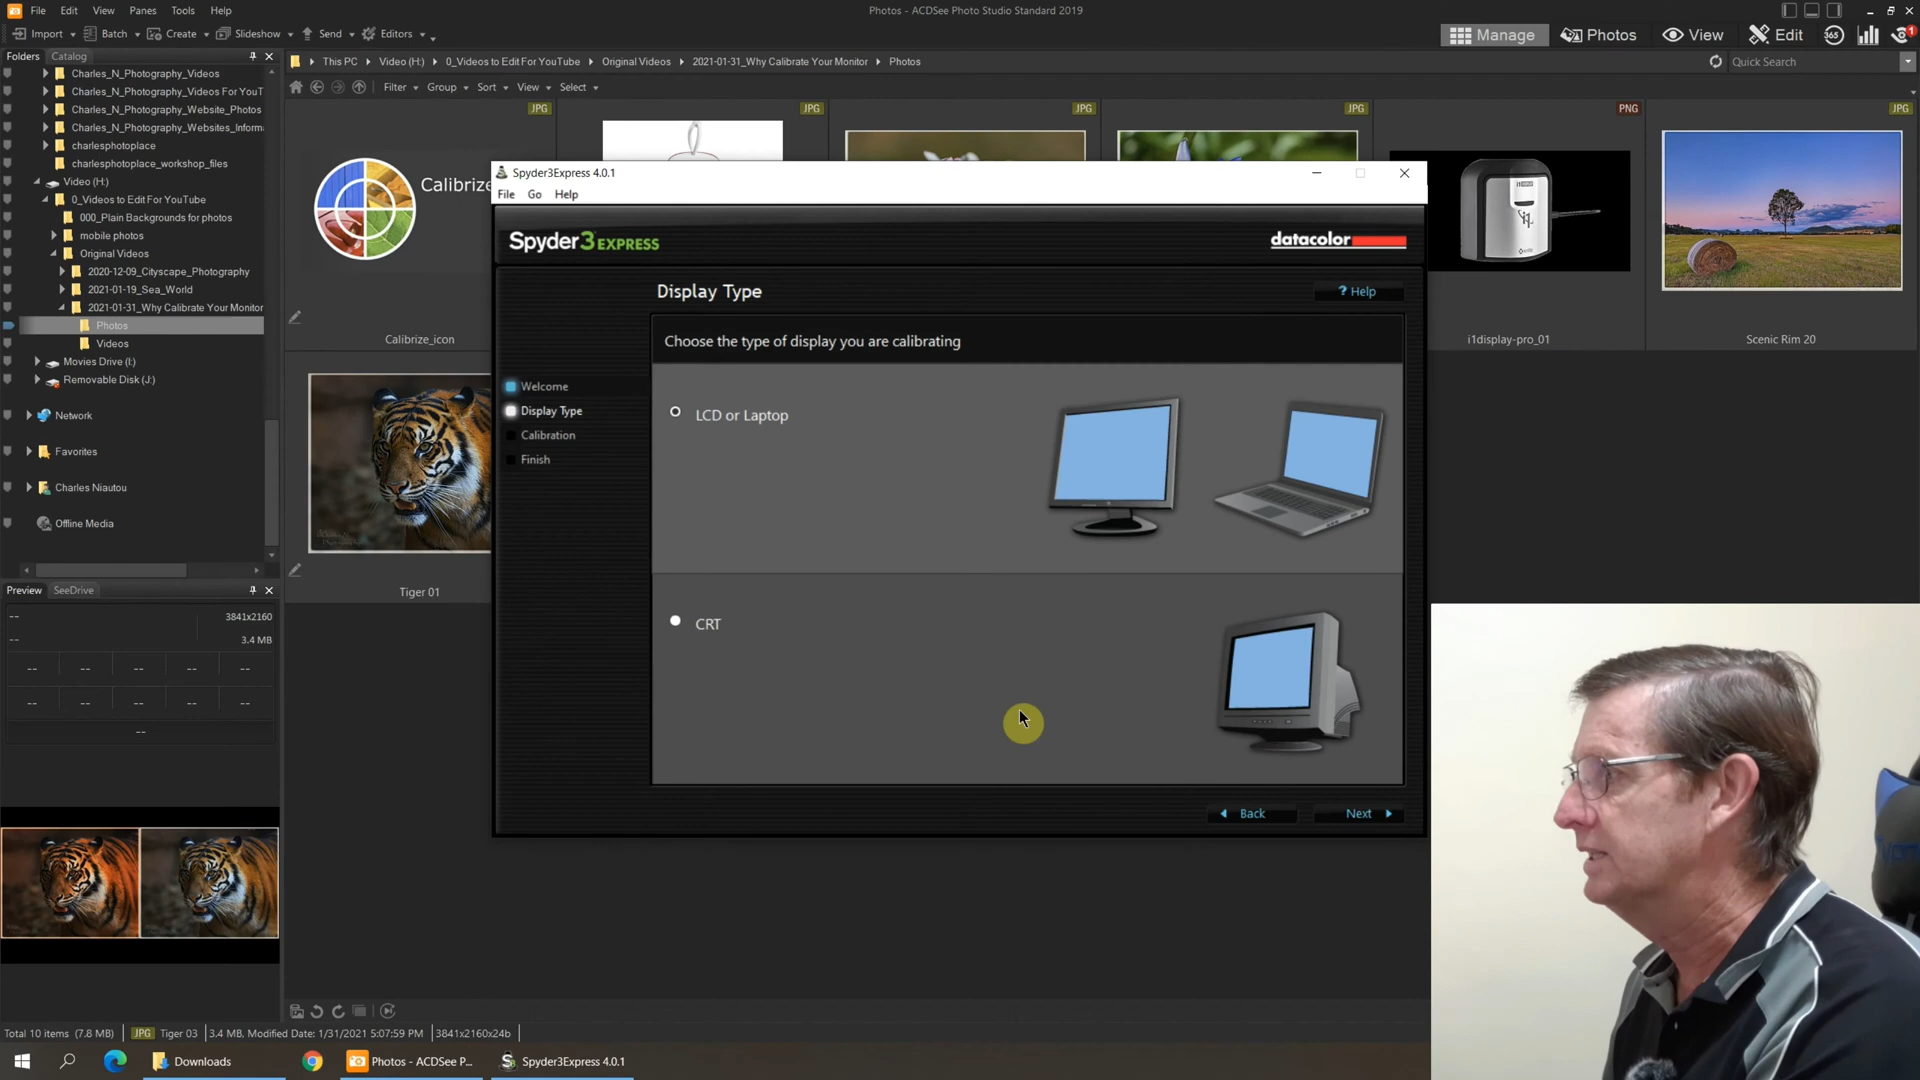 File Edit View Panes Tools Help
Photos - ACDSee Photo Studio Standard 2019
Import Batch Create Slideshow Send Editors
Manage Photos View Edit 365 1
Folders Catalog
This PC Video (H:) 0_Videos to Edit For YouTube Original Videos 2021-01-31_Why Calibrate Your Monitor Photos
Quick Search
Filter Group Sort View Select
Charles_N_Photography_Videos
Charles_N_Photography_Videos For YouT
Charles_N_Photography_Website_Photos
Charles_N_Photography_Websites_Inform
charlesphotoplace
charlesphotoplace_workshop_files
Video (H:)
0_Videos to Edit For YouTube
000_Plain Backgrounds for photos
mobile photos
Original Videos
2020-12-09_Cityscape_Photography
2021-01-19_Sea_World
2021-01-31_Why Calibrate Your Monitor
Photos
Videos
Movies Drive (I:)
Removable Disk (J:)
Network
Favorites
Charles Niautou
Offline Media
JPG JPG JPG JPG PNG JPG
Calibrize
Calibrize_icon
i1display-pro_01
Scenic Rim 20
Tiger 01
Spyder3Express 4.0.1
File Go Help
Spyder3EXPRESS
datacolor
Display Type
? Help
Choose the type of display you are calibrating
Welcome
Display Type
Calibration
Finish
LCD or Laptop
CRT
Back Next
Preview SeeDrive
-- 3841x2160
-- 3.4 MB
-- -- -- -- --
-- -- -- -- --
--
Total 10 items (7.8 MB) JPG Tiger 03 3.4 MB, Modified Date: 1/31/2021 5:07:59 PM 3841x2160x24b
Downloads Photos - ACDSee P... Spyder3Express 4.0.1